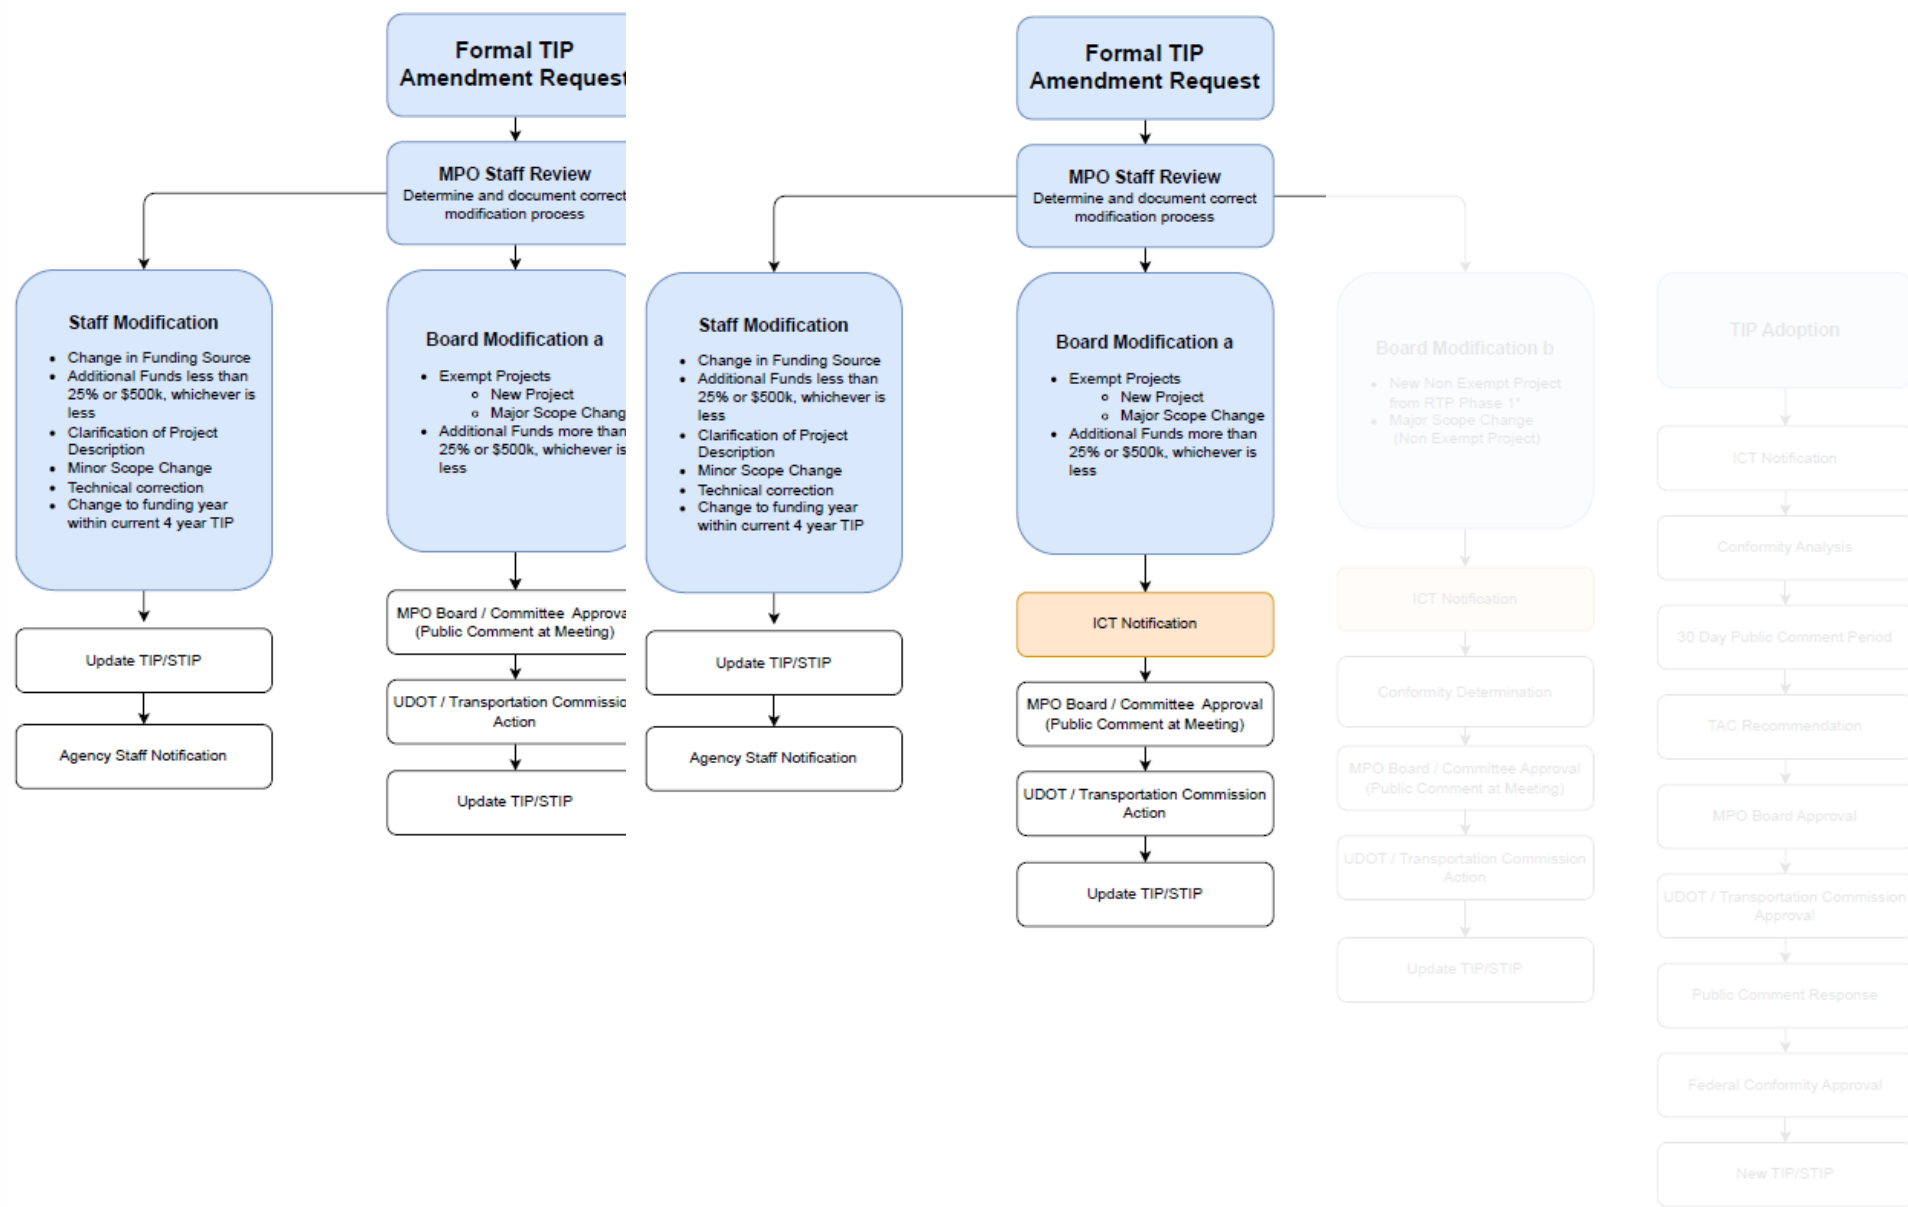 Formal TIP
Amendment Request
MPO Staff Review
Determine and document correct
modification process
Staff Modification
• Change in Funding Source
• Additional Funds less than
25% or $500k, whichever is
less
• Clarification of Project
Description
• Minor Scope Change
• Technical correction
• Change to funding year
within current 4 year TIP
Update TIP/STIP
Agency Staff Notification
Board Modification a
• Exempt Projects
o New Project
o Major Scope Chang
• Additional Funds more than
25% or $500k, whichever is
less
MPO Board / Committee Approva
(Public Comment at Meeting)
UDOT / Transportation Commissio
Action
Update TIP/STIP
Formal TIP
Amendment Request
MPO Staff Review
Determine and document correct
modification process
Staff Modification
• Change in Funding Source
• Additional Funds less than
25% or $500k, whichever is
less
• Clarification of Project
Description
• Minor Scope Change
• Technical correction
• Change to funding year
within current 4 year TIP
Update TIP/STIP
Agency Staff Notification
Board Modification a
• Exempt Projects
o New Project
o Major Scope Change
• Additional Funds more than
25% or $500k, whichever is
less
ICT Notification
MPO Board / Committee Approval
(Public Comment at Meeting)
UDOT / Transportation Commission
Action
Update TIP/STIP
Board Modification b
• New Non Exempt Project
from RTP Phase 1*
• Major Scope Change
(Non Exempt Project)
ICT Notification
Conformity Determination
MPO Board / Committee Approval
(Public Comment at Meeting)
UDOT / Transportation Commission
Action
Update TIP/STIP
TIP Adoption
ICT Notification
Conformity Analysis
30 Day Public Comment Period
TAC Recommendation
MPO Board Approval
UDOT / Transportation Commission
Approval
Public Comment Response
Federal Conformity Approval
New TIP/STIP